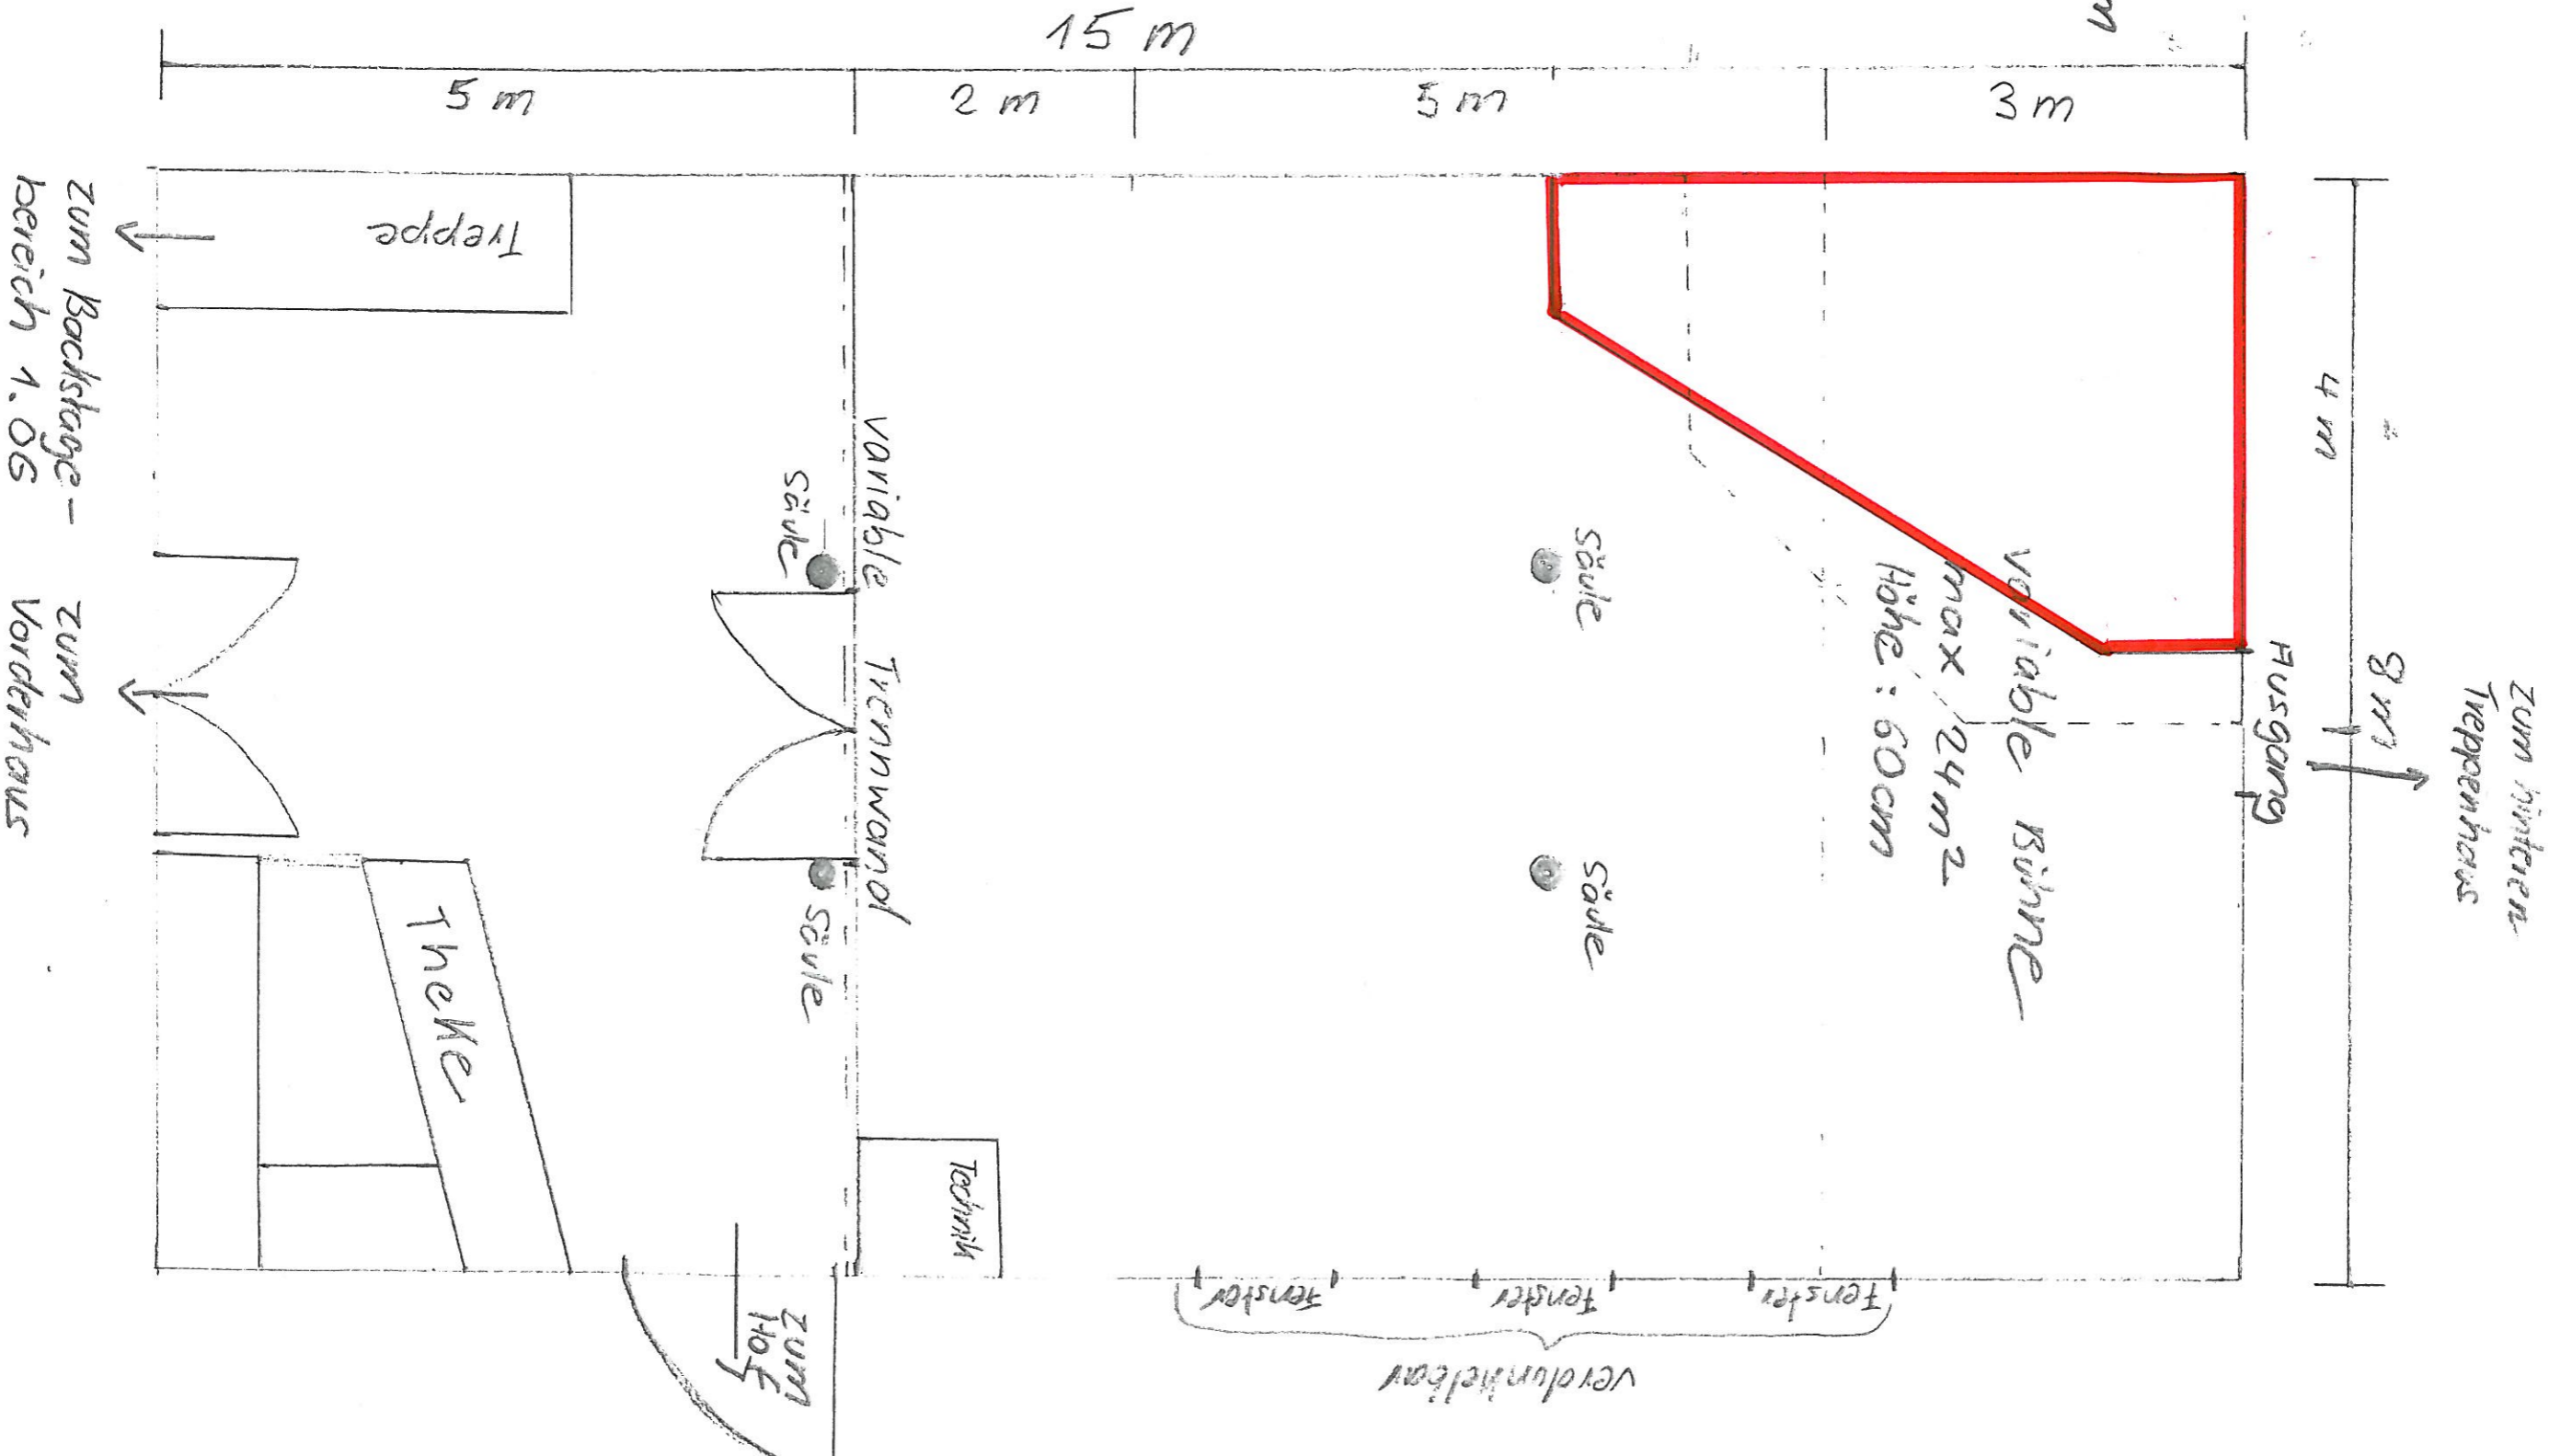 m
15 m
5 m
2 m
5 m
3 m
Treppe
zum Backstage-
bereich 1.OG
zum
Vorderhaus
Säule
variable Trennwand
Säule
Säule
Säule
variable Bühne
max 24m²
Höhe: 60cm
4 m
8 m
Ausgang
zum hinteren
Treppenhaus
Theke
Technik
zum
Hof
Fenster
Fenster
Fenster
verdunkelbar